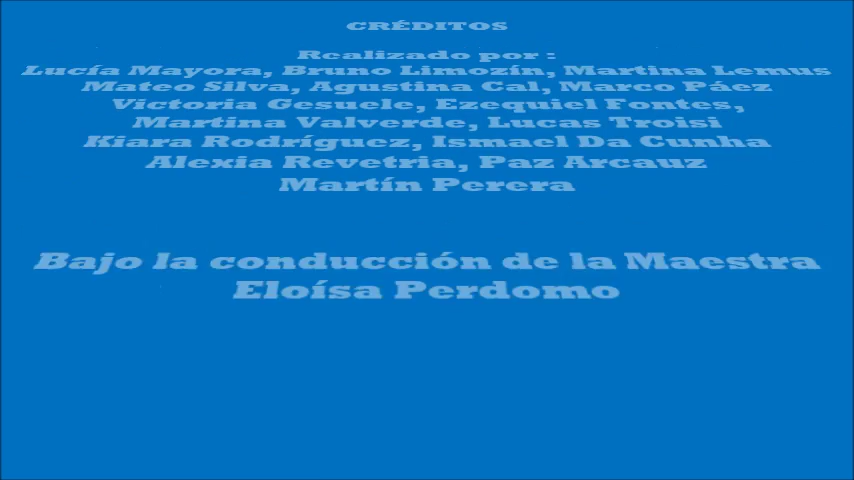 CRÉDITOS
Realizado por :
Lucía Mayora, Bruno Limozín, Martina Lemus
Mateo Silva, Agustina Cal, Marco Páez
Victoria Gesuele, Ezequiel Fontes,
Martina Valverde, Lucas Troisi
Kiara Rodríguez, Ismael Da Cunha
Alexia Revetria, Paz Arcauz
Martín Perera
Bajo la conducción de la Maestra
Eloísa Perdomo